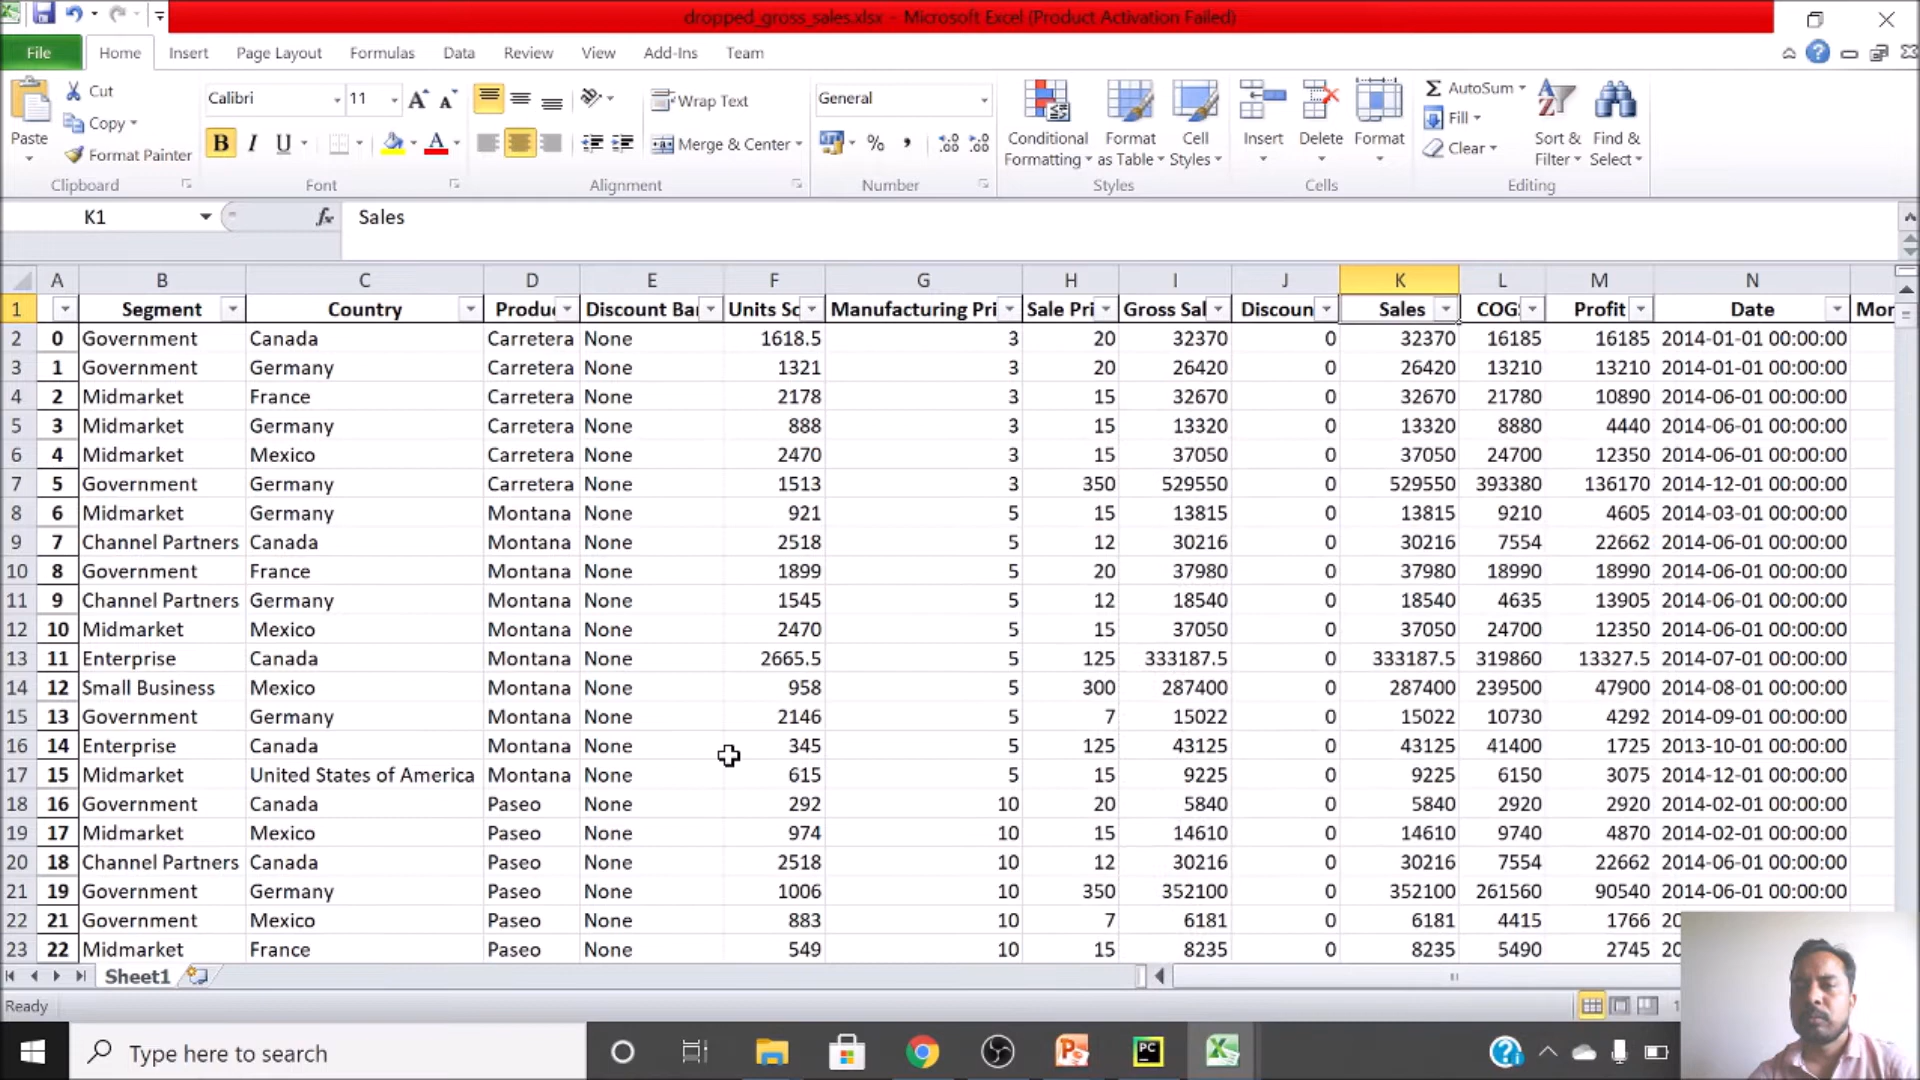 dropped_gross_sales.xlsx - Microsoft Excel (Product Activation Failed)
File Home Insert Page Layout Formulas Data Review View Add-Ins Team
Paste
Cut
Copy
Format Painter
Clipboard
Calibri 11
B I U
Font
Wrap Text
Merge & Center
Alignment
General
Number
Conditional Formatting
Format as Table
Cell Styles
Styles
Insert Delete Format
Cells
AutoSum
Fill
Clear
Sort & Filter
Find & Select
Editing
K1 fx Sales
A B C D E F G H I J K L M N
1 Segment Country Produc Discount Bar Units So Manufacturing Pri Sale Pri Gross Sal Discoun Sales COGS Profit Date Mon
2 0 Government Canada Carretera None 1618.5 3 20 32370 0 32370 16185 16185 2014-01-01 00:00:00
3 1 Government Germany Carretera None 1321 3 20 26420 0 26420 13210 13210 2014-01-01 00:00:00
4 2 Midmarket France Carretera None 2178 3 15 32670 0 32670 21780 10890 2014-06-01 00:00:00
5 3 Midmarket Germany Carretera None 888 3 15 13320 0 13320 8880 4440 2014-06-01 00:00:00
6 4 Midmarket Mexico Carretera None 2470 3 15 37050 0 37050 24700 12350 2014-06-01 00:00:00
7 5 Government Germany Carretera None 1513 3 350 529550 0 529550 393380 136170 2014-12-01 00:00:00
8 6 Midmarket Germany Montana None 921 5 15 13815 0 13815 9210 4605 2014-03-01 00:00:00
9 7 Channel Partners Canada Montana None 2518 5 12 30216 0 30216 7554 22662 2014-06-01 00:00:00
10 8 Government France Montana None 1899 5 20 37980 0 37980 18990 18990 2014-06-01 00:00:00
11 9 Channel Partners Germany Montana None 1545 5 12 18540 0 18540 4635 13905 2014-06-01 00:00:00
12 10 Midmarket Mexico Montana None 2470 5 15 37050 0 37050 24700 12350 2014-06-01 00:00:00
13 11 Enterprise Canada Montana None 2665.5 5 125 333187.5 0 333187.5 319860 13327.5 2014-07-01 00:00:00
14 12 Small Business Mexico Montana None 958 5 300 287400 0 287400 239500 47900 2014-08-01 00:00:00
15 13 Government Germany Montana None 2146 5 7 15022 0 15022 10730 4292 2014-09-01 00:00:00
16 14 Enterprise Canada Montana None 345 5 125 43125 0 43125 41400 1725 2013-10-01 00:00:00
17 15 Midmarket United States of America Montana None 615 5 15 9225 0 9225 6150 3075 2014-12-01 00:00:00
18 16 Government Canada Paseo None 292 10 20 5840 0 5840 2920 2920 2014-02-01 00:00:00
19 17 Midmarket Mexico Paseo None 974 10 15 14610 0 14610 9740 4870 2014-02-01 00:00:00
20 18 Channel Partners Canada Paseo None 2518 10 12 30216 0 30216 7554 22662 2014-06-01 00:00:00
21 19 Government Germany Paseo None 1006 10 350 352100 0 352100 261560 90540 2014-06-01 00:00:00
22 21 Government Mexico Paseo None 883 10 7 6181 0 6181 4415 1766 20
23 22 Midmarket France Paseo None 549 10 15 8235 0 8235 5490 2745 20
Sheet1
Ready
Type here to search